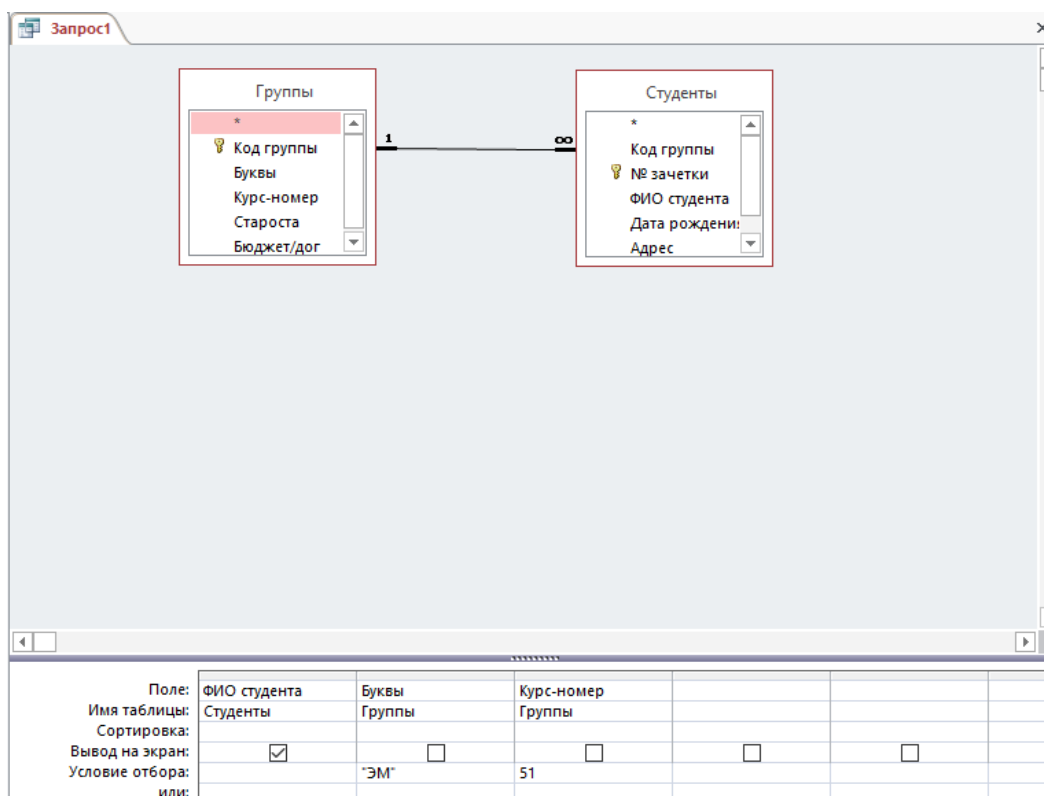 Запрос1
Группы
*
Код группы
Буквы
Курс-номер
Староста
Бюджет/дог
1
∞
Студенты
*
Код группы
№ зачетки
ФИО студента
Дата рождени
Адрес
Поле: ФИО студента Буквы Курс-номер
Имя таблицы: Студенты Группы Группы
Сортировка:
Вывод на экран:
Условие отбора: "ЭМ" 51
или: